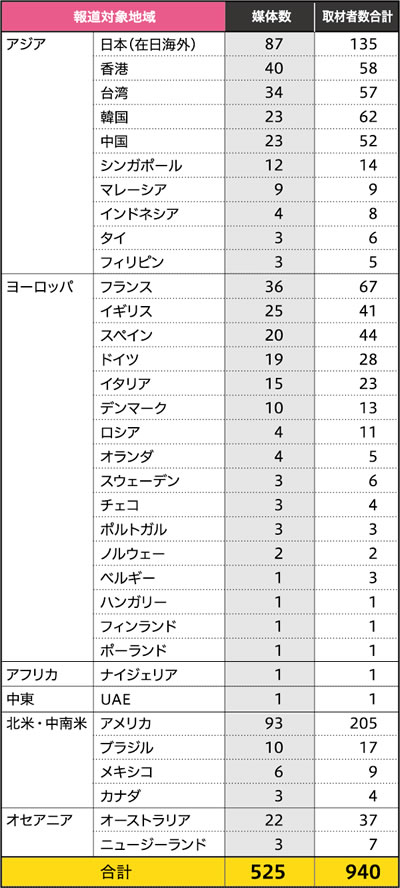 報道対象地域 媒体数 取材者数合計
アジア 日本（在日海外） 87 135
香港 40 58
台湾 34 57
韓国 23 62
中国 23 52
シンガポール 12 14
マレーシア 9 9
インドネシア 4 8
タイ 3 6
フィリピン 3 5
ヨーロッパ フランス 36 67
イギリス 25 41
スペイン 20 44
ドイツ 19 28
イタリア 15 23
デンマーク 10 13
ロシア 4 11
オランダ 4 5
スウェーデン 3 6
チェコ 3 4
ポルトガル 3 3
ノルウェー 2 2
ベルギー 1 3
ハンガリー 1 1
フィンランド 1 1
ポーランド 1 1
アフリカ ナイジェリア 1 1
中東 UAE 1 1
北米・中南米 アメリカ 93 205
ブラジル 10 17
メキシコ 6 9
カナダ 3 4
オセアニア オーストラリア 22 37
ニュージーランド 3 7
合計 525 940